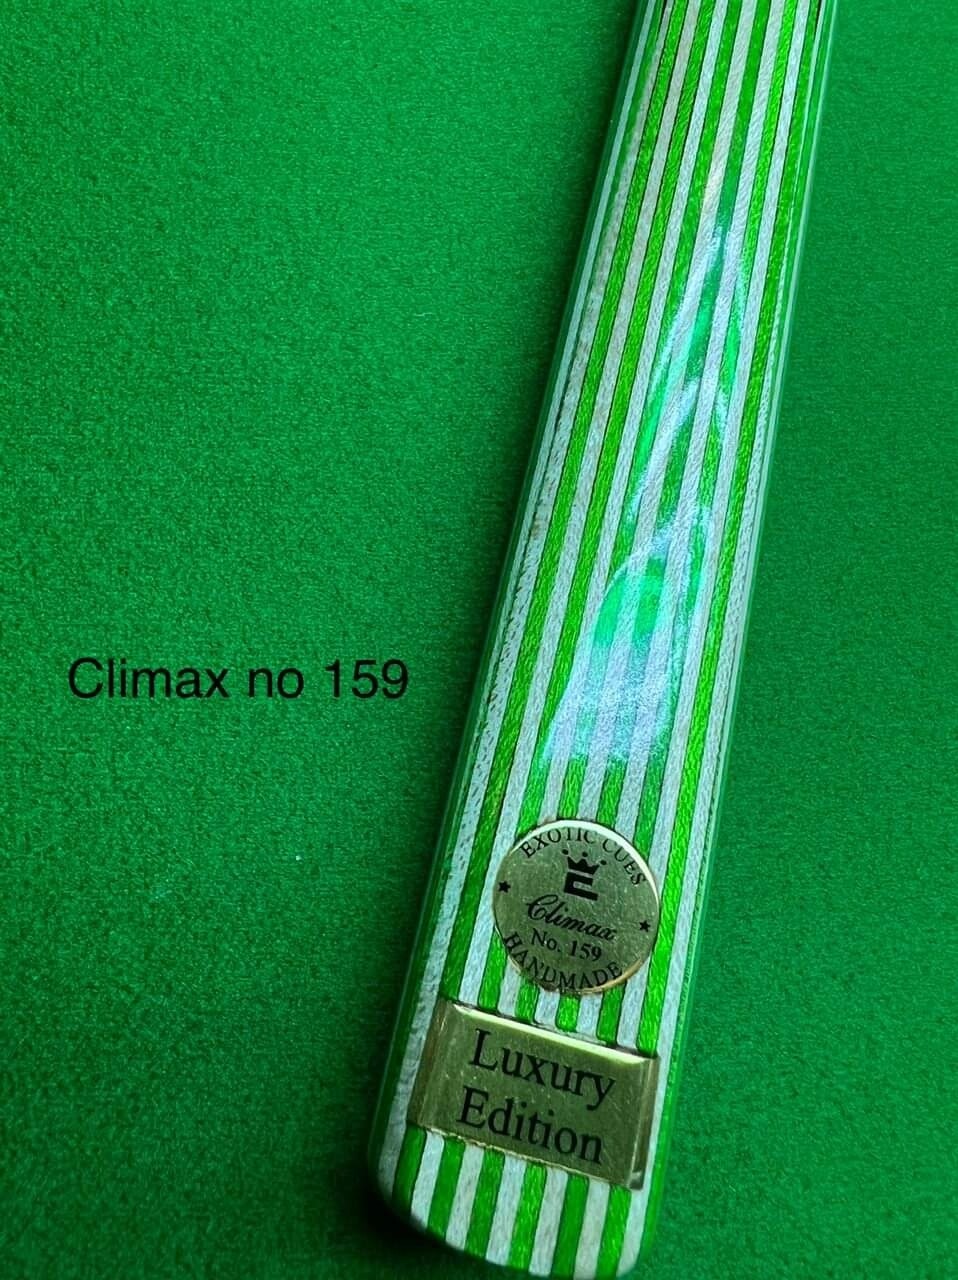 Climax no 159
EXOTIC CUES
Climax
No. 159
HANDMADE
Luxury
Edition